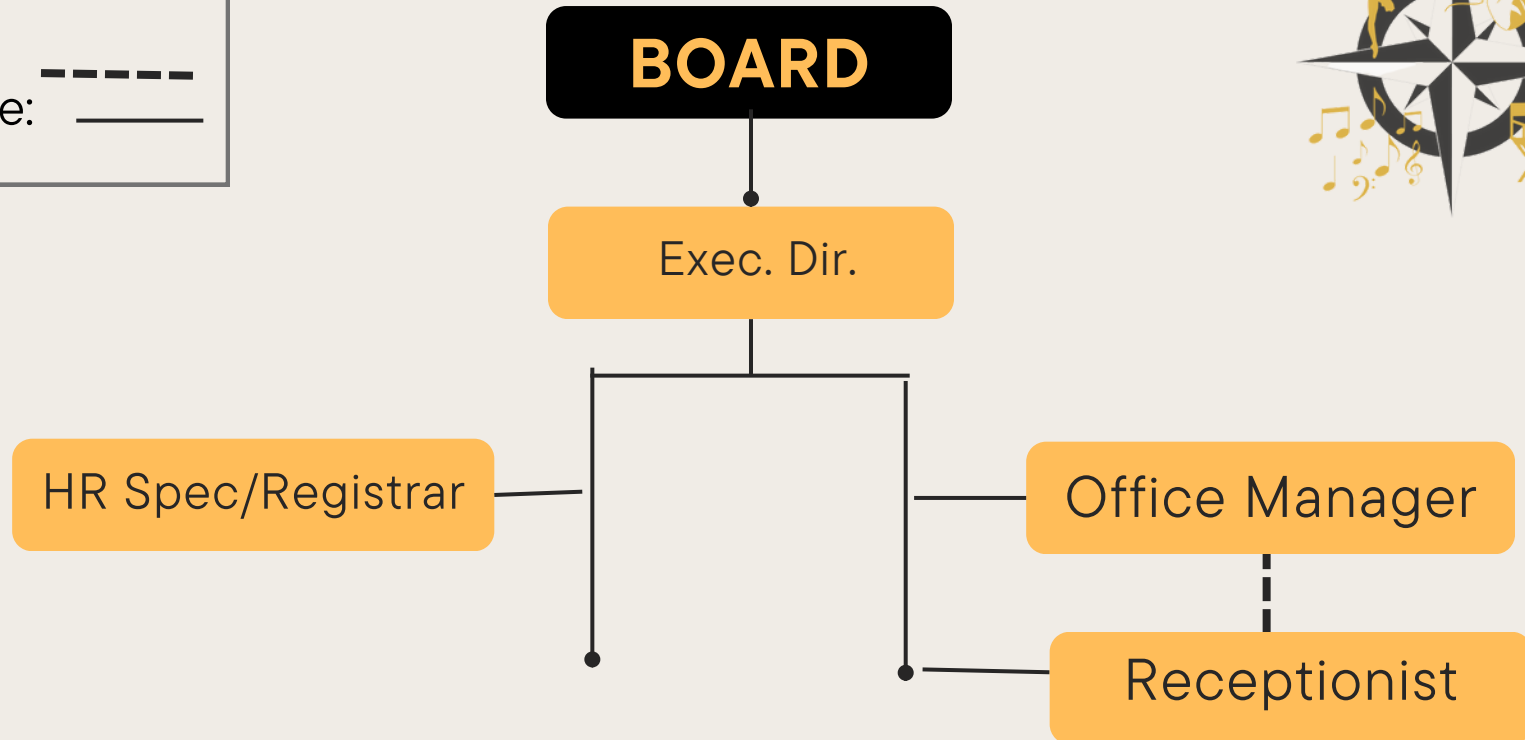 BOARD
e:
Exec. Dir.
HR Spec/Registrar
Office Manager
Receptionist